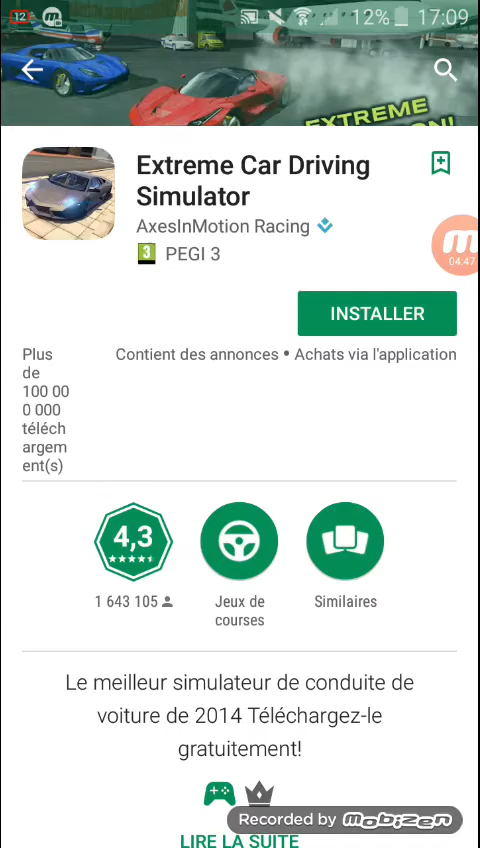 12 12% 17:09
EXTREME
Extreme Car Driving
Simulator
AxesInMotion Racing
3 PEGI 3
04:47
INSTALLER
Plus
de
100 00
0 000
téléch
argem
ent(s)
Contient des annonces • Achats via l'application
4,3
1 643 105
Jeux de
courses
Similaires
Le meilleur simulateur de conduite de
voiture de 2014 Téléchargez-le
gratuitement!
Recorded by mobizen
LIRE LA SUITE